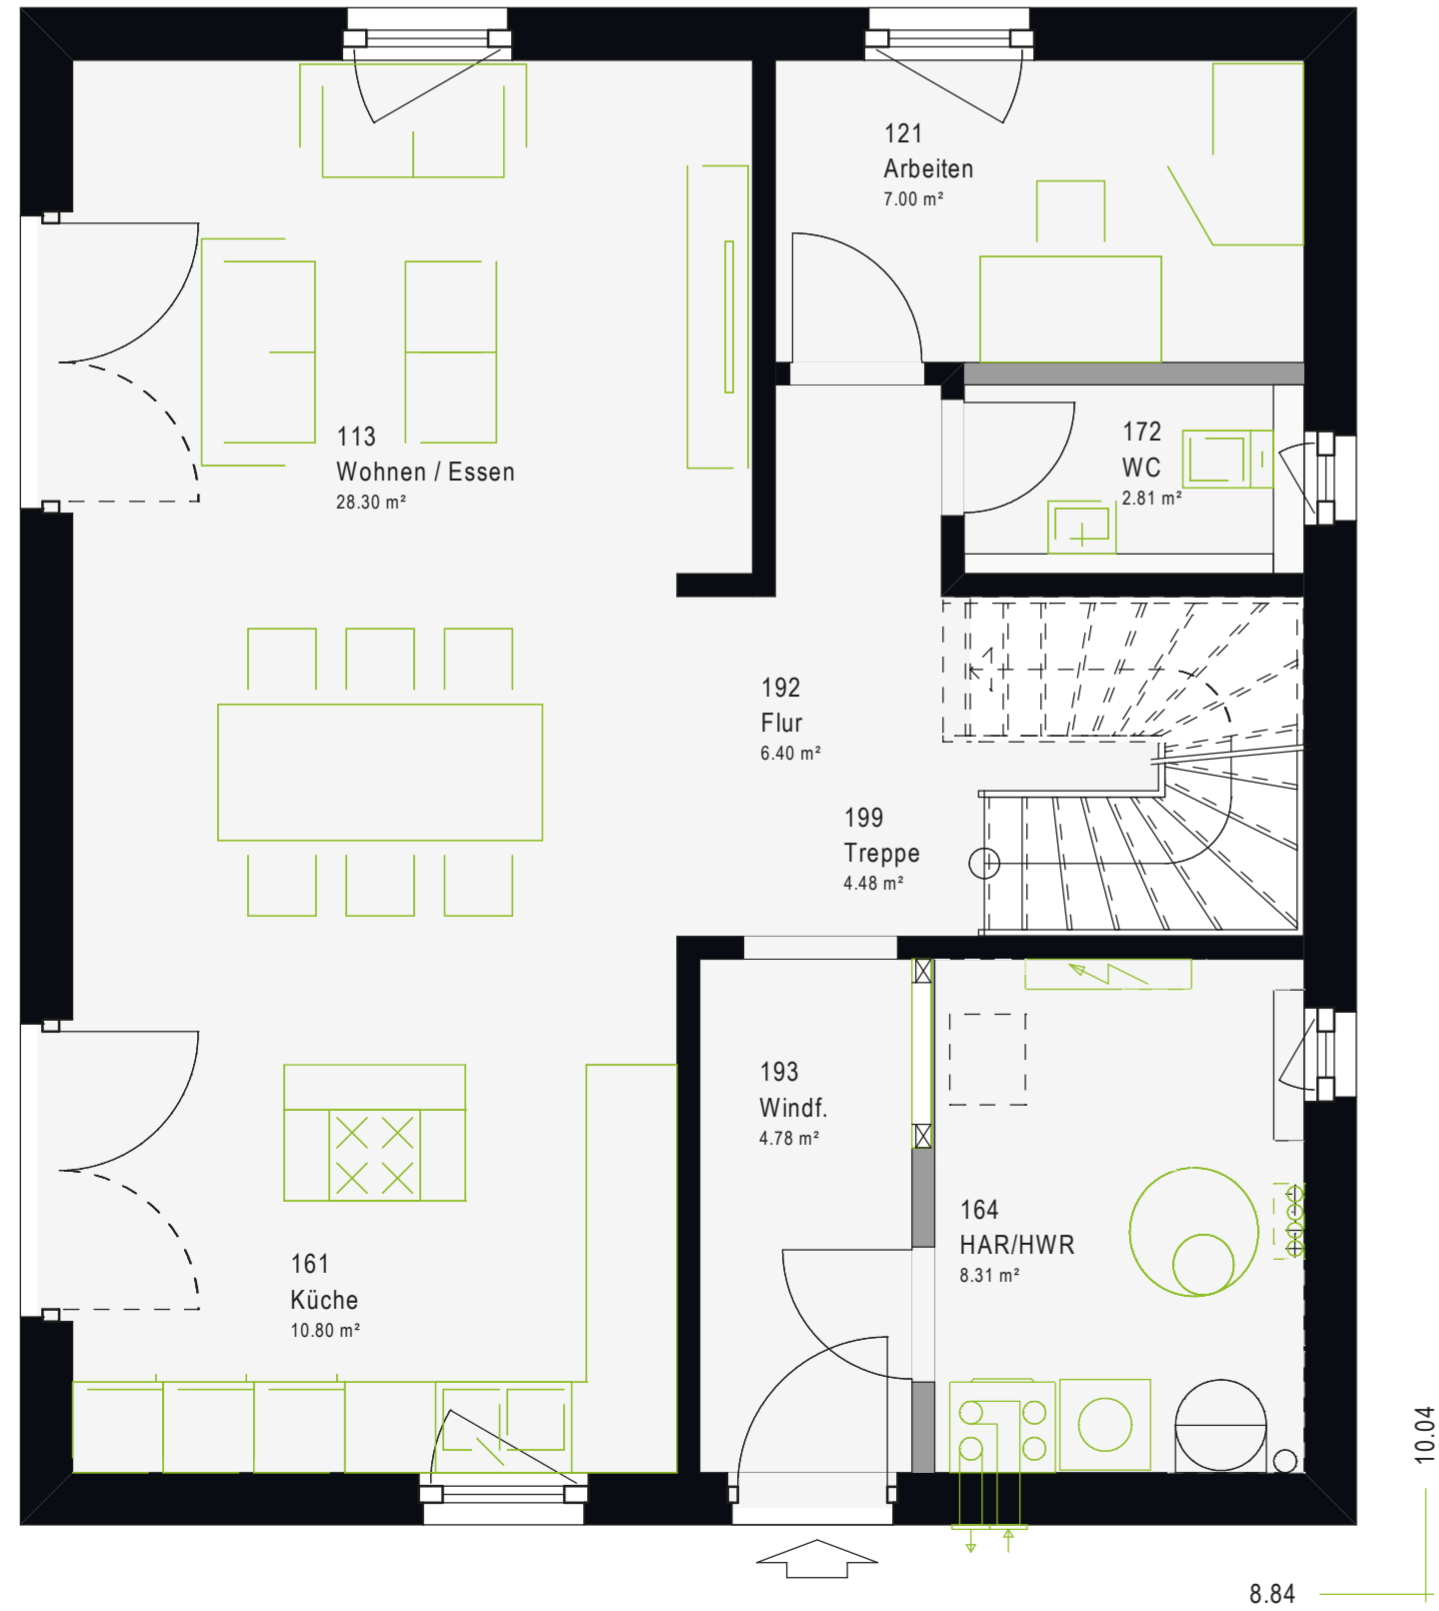 121
Arbeiten
7.00 m²
113
Wohnen / Essen
28.30 m²
172
WC
2.81 m²
192
Flur
6.40 m²
199
Treppe
4.48 m²
193
Windf.
4.78 m²
164
HAR/HWR
8.31 m²
161
Küche
10.80 m²
10.04
8.84